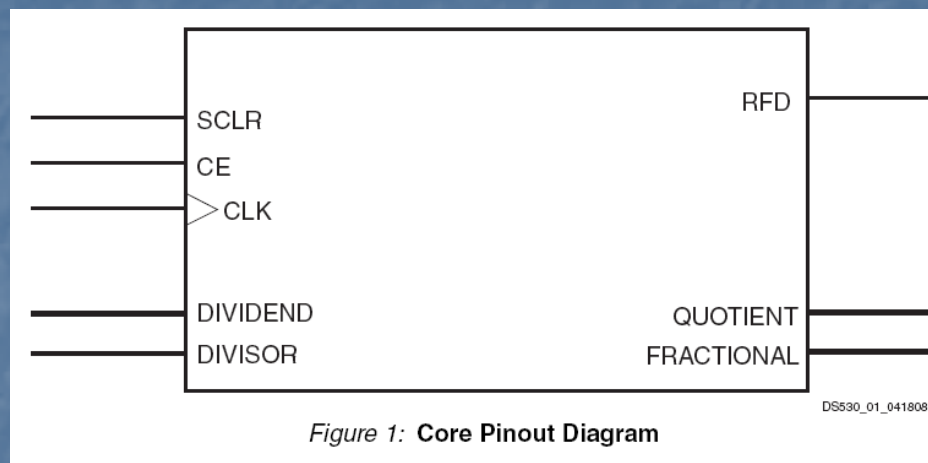 SCLR
RFD
CE
CLK
DIVIDEND
QUOTIENT
DIVISOR
FRACTIONAL
DS530_01_041808
Figure 1: Core Pinout Diagram